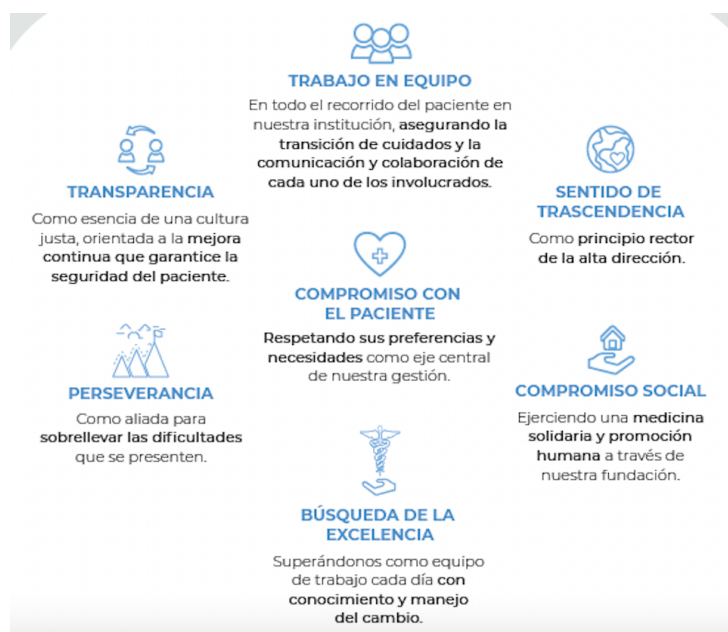 TRABAJO EN EQUIPO
En todo el recorrido del paciente en
nuestra institución, asegurando la
transición de cuidados y la
comunicación y colaboración de
cada uno de los involucrados.
TRANSPARENCIA
Como esencia de una cultura
justa, orientada a la mejora
continua que garantice la
seguridad del paciente.
SENTIDO DE
TRASCENDENCIA
Como principio rector
de la alta dirección.
COMPROMISO CON
EL PACIENTE
Respetando sus preferencias y
necesidades como eje central
de nuestra gestión.
PERSEVERANCIA
Como aliada para
sobrellevar las dificultades
que se presenten.
COMPROMISO SOCIAL
Ejerciendo una medicina
solidaria y promoción
humana a través de
nuestra fundación.
BÚSQUEDA DE LA
EXCELENCIA
Superándonos como equipo
de trabajo cada día con
conocimiento y manejo
del cambio.